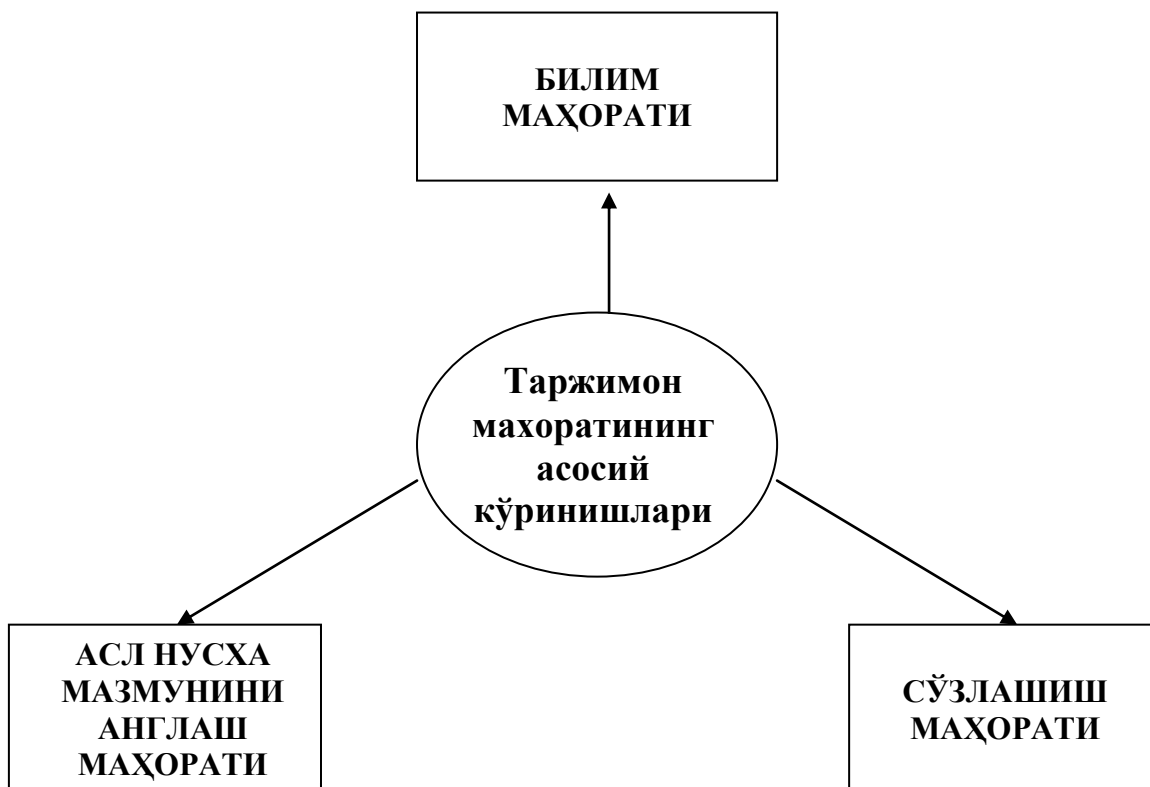 БИЛИМ
МАҲОРАТИ
Таржимон
махоратининг
асосий
кўринишлари
АСЛ НУСХА
МАЗМУНИНИ
АНГЛАШ
МАҲОРАТИ
СЎЗЛАШИШ
МАҲОРАТИ